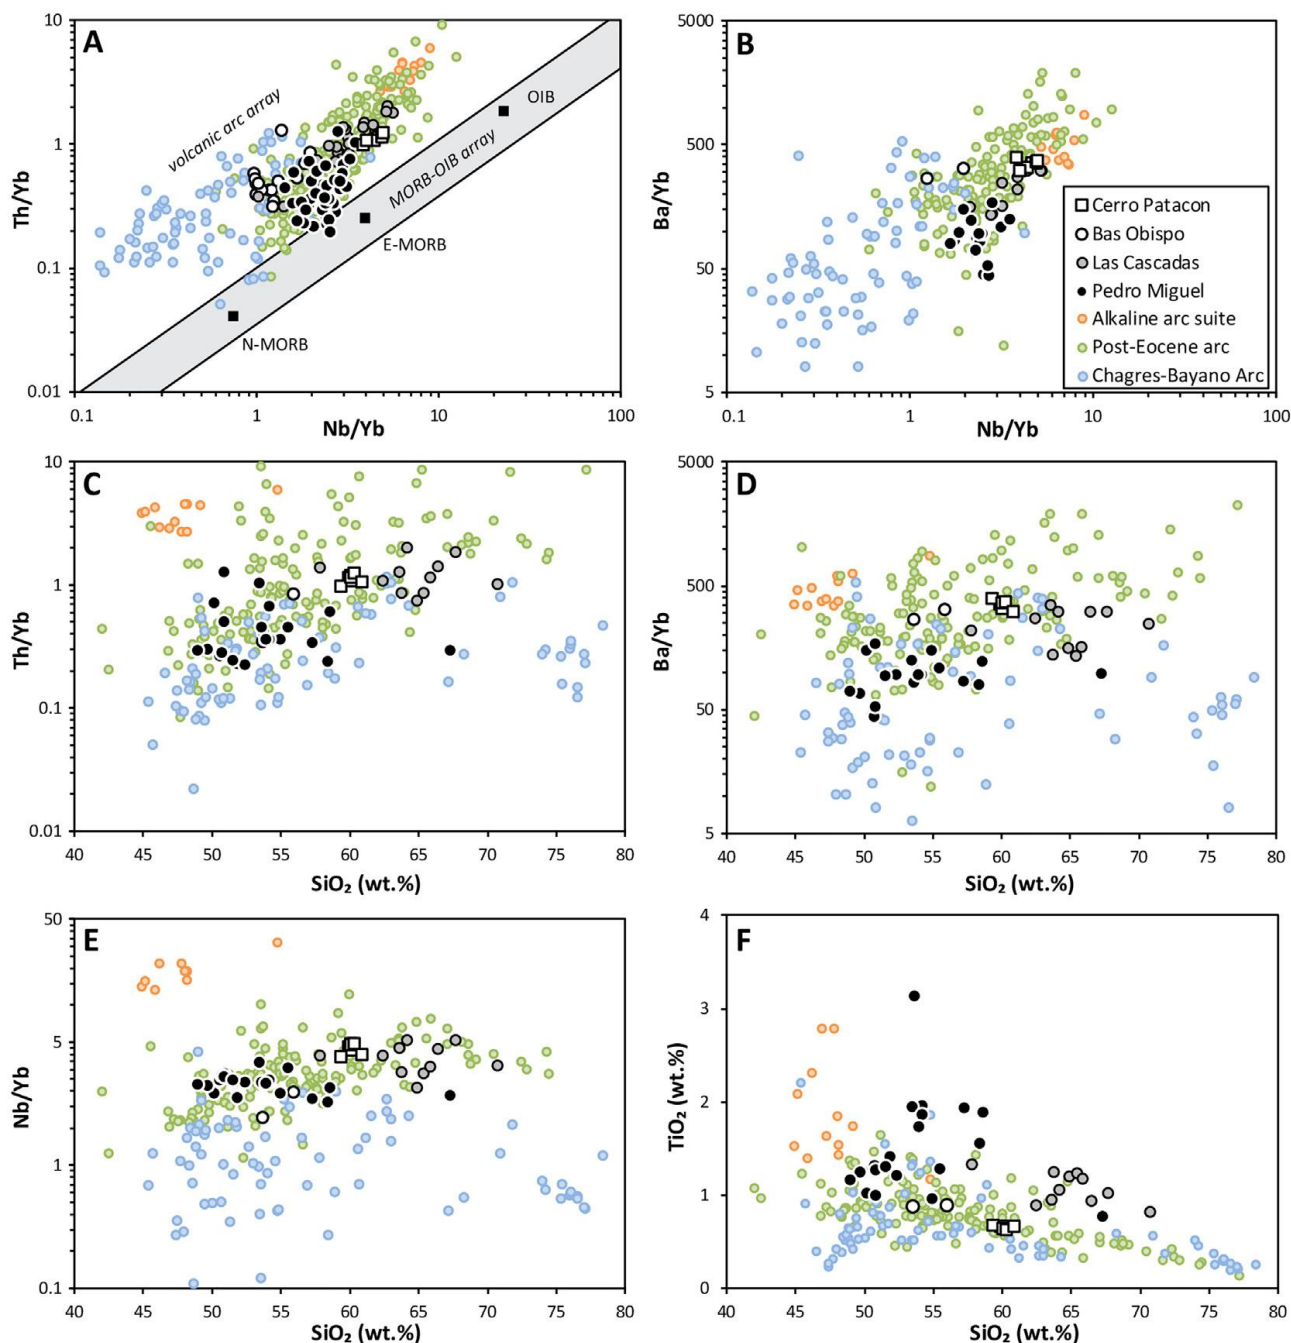 A
10
1
0.1
0.01
Th/Yb
volcanic arc array
MORB-OIB array
OIB
E-MORB
N-MORB
0.1 1 10 100
Nb/Yb
B
5000
500
50
5
Ba/Yb
Cerro Patacon
Bas Obispo
Las Cascadas
Pedro Miguel
Alkaline arc suite
Post-Eocene arc
Chagres-Bayano Arc
0.1 1 10 100
Nb/Yb
C
10
1
0.1
0.01
Th/Yb
40 45 50 55 60 65 70 75 80
SiO₂ (wt.%)
D
5000
500
50
5
Ba/Yb
40 45 50 55 60 65 70 75 80
SiO₂ (wt.%)
E
50
5
1
0.1
Nb/Yb
40 45 50 55 60 65 70 75 80
SiO₂ (wt.%)
F
4
3
2
1
0
TiO₂ (wt.%)
40 45 50 55 60 65 70 75 80
SiO₂ (wt.%)